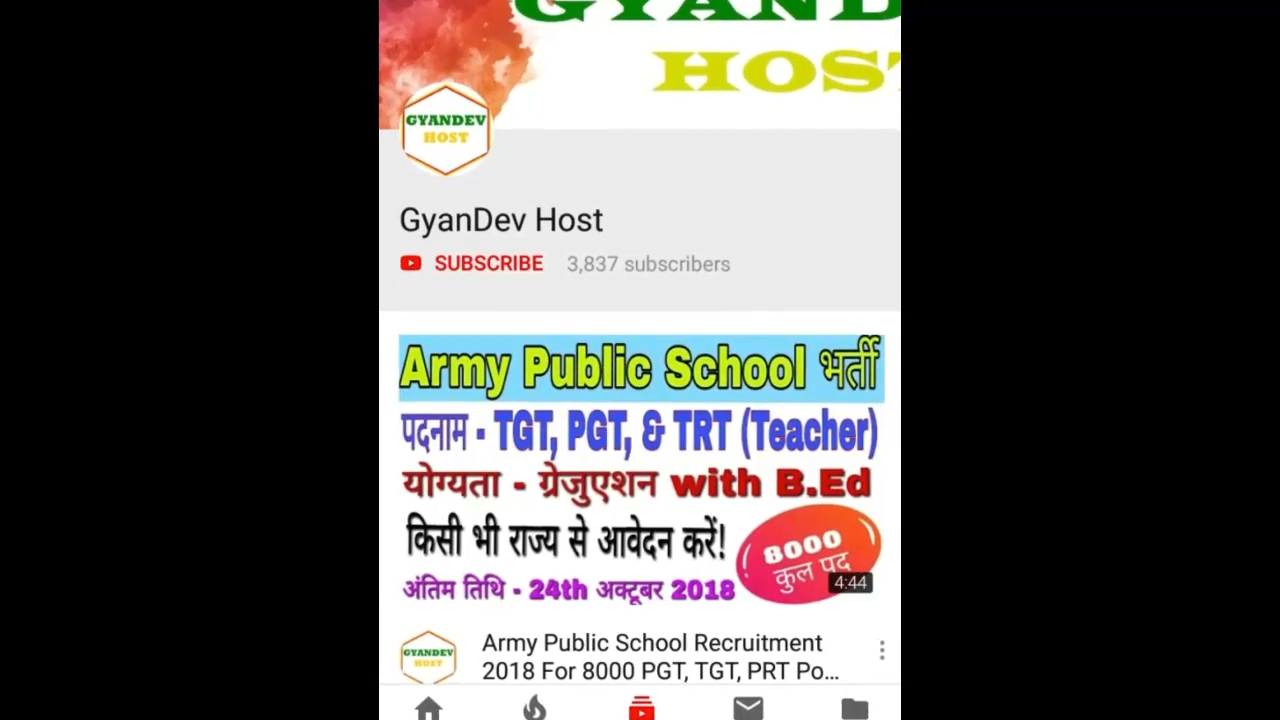 GYAND
HOST
GYANDEV
HOST
GyanDev Host
SUBSCRIBE 3,837 subscribers
Army Public School भर्ती
पदनाम - TGT, PGT, & TRT (Teacher)
योग्यता - ग्रेजुएशन with B.Ed
किसी भी राज्य से आवेदन करें!
8000
कुल पद
अंतिम तिथि - 24th अक्टूबर 2018
4:44
GYANDEV
HOST
Army Public School Recruitment
2018 For 8000 PGT, TGT, PRT Po...